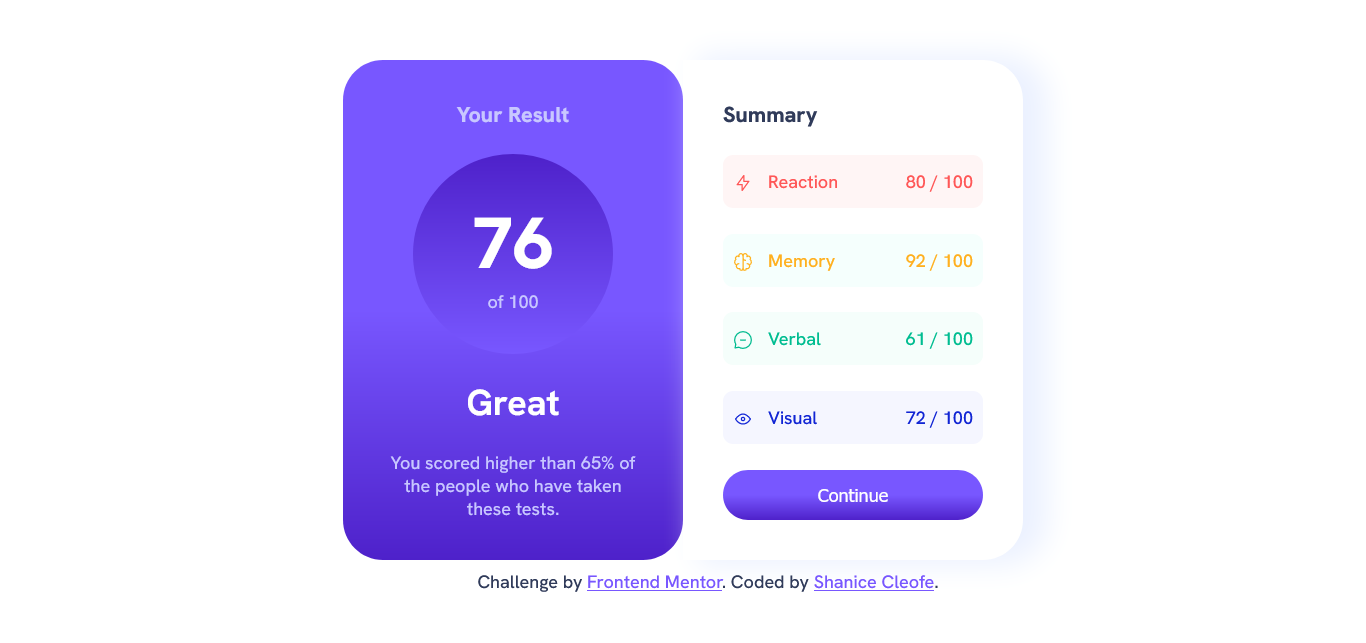 Your Result
76
of 100
Great
You scored higher than 65% of
the people who have taken
these tests.
Summary
Reaction 80 / 100
Memory 92 / 100
Verbal 61 / 100
Visual 72 / 100
Continue
Challenge by Frontend Mentor. Coded by Shanice Cleofe.